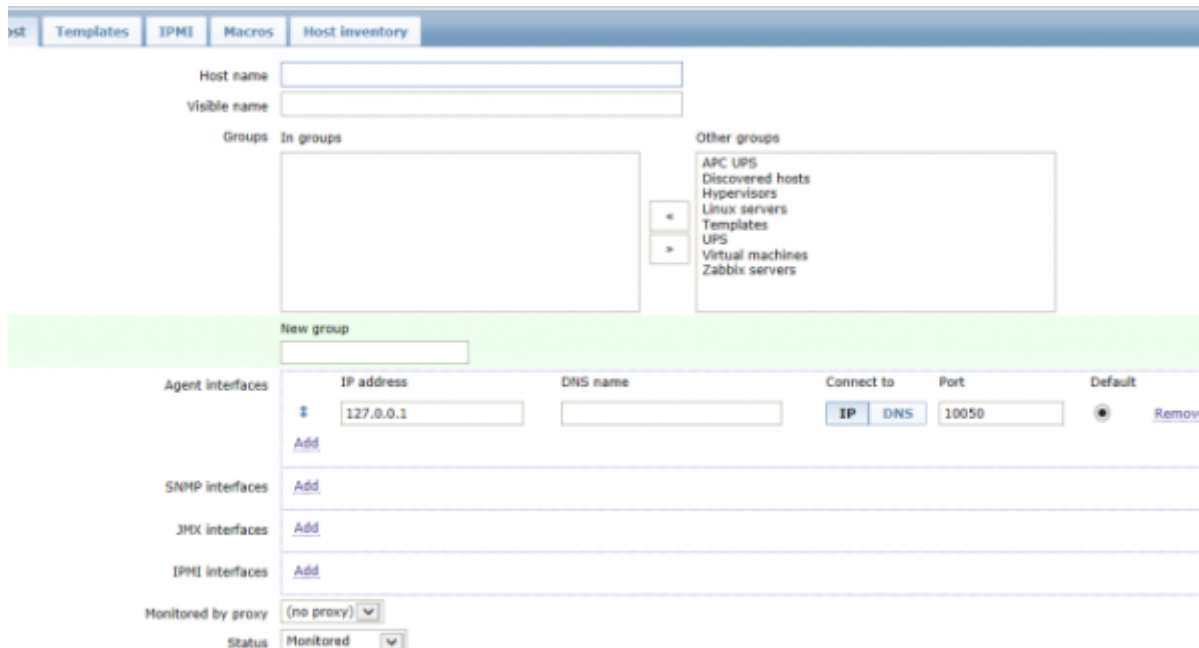 Templates IPMI Macros Host inventory
Host name
Visible name
Groups In groups Other groups
APC UPS
Discovered hosts
Hypervisors
Linux servers
Templates
UPS
Virtual machines
Zabbix servers
«
»
New group
Agent interfaces IP address DNS name Connect to Port Default
127.0.0.1 IP DNS 10050 Remov
Add
SNMP interfaces Add
JMX interfaces Add
IPMI interfaces Add
Monitored by proxy (no proxy)
Status Monitored